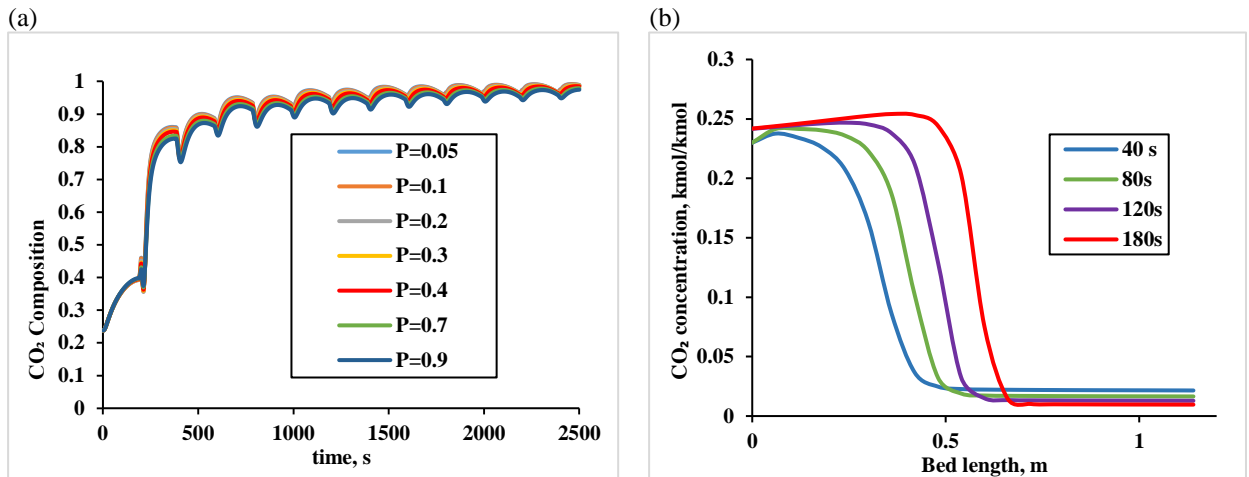 (a)
CO₂ Composition
1
0.9
0.8
0.7
0.6
0.5
0.4
0.3
0.2
0.1
0
P=0.05
P=0.1
P=0.2
P=0.3
P=0.4
P=0.7
P=0.9
0 500 1000 1500 2000 2500
time, s
(b)
CO₂ concentration, kmol/kmol
0.3
0.25
0.2
0.15
0.1
0.05
0
40 s
80s
120s
180s
0 0.5 1
Bed length, m